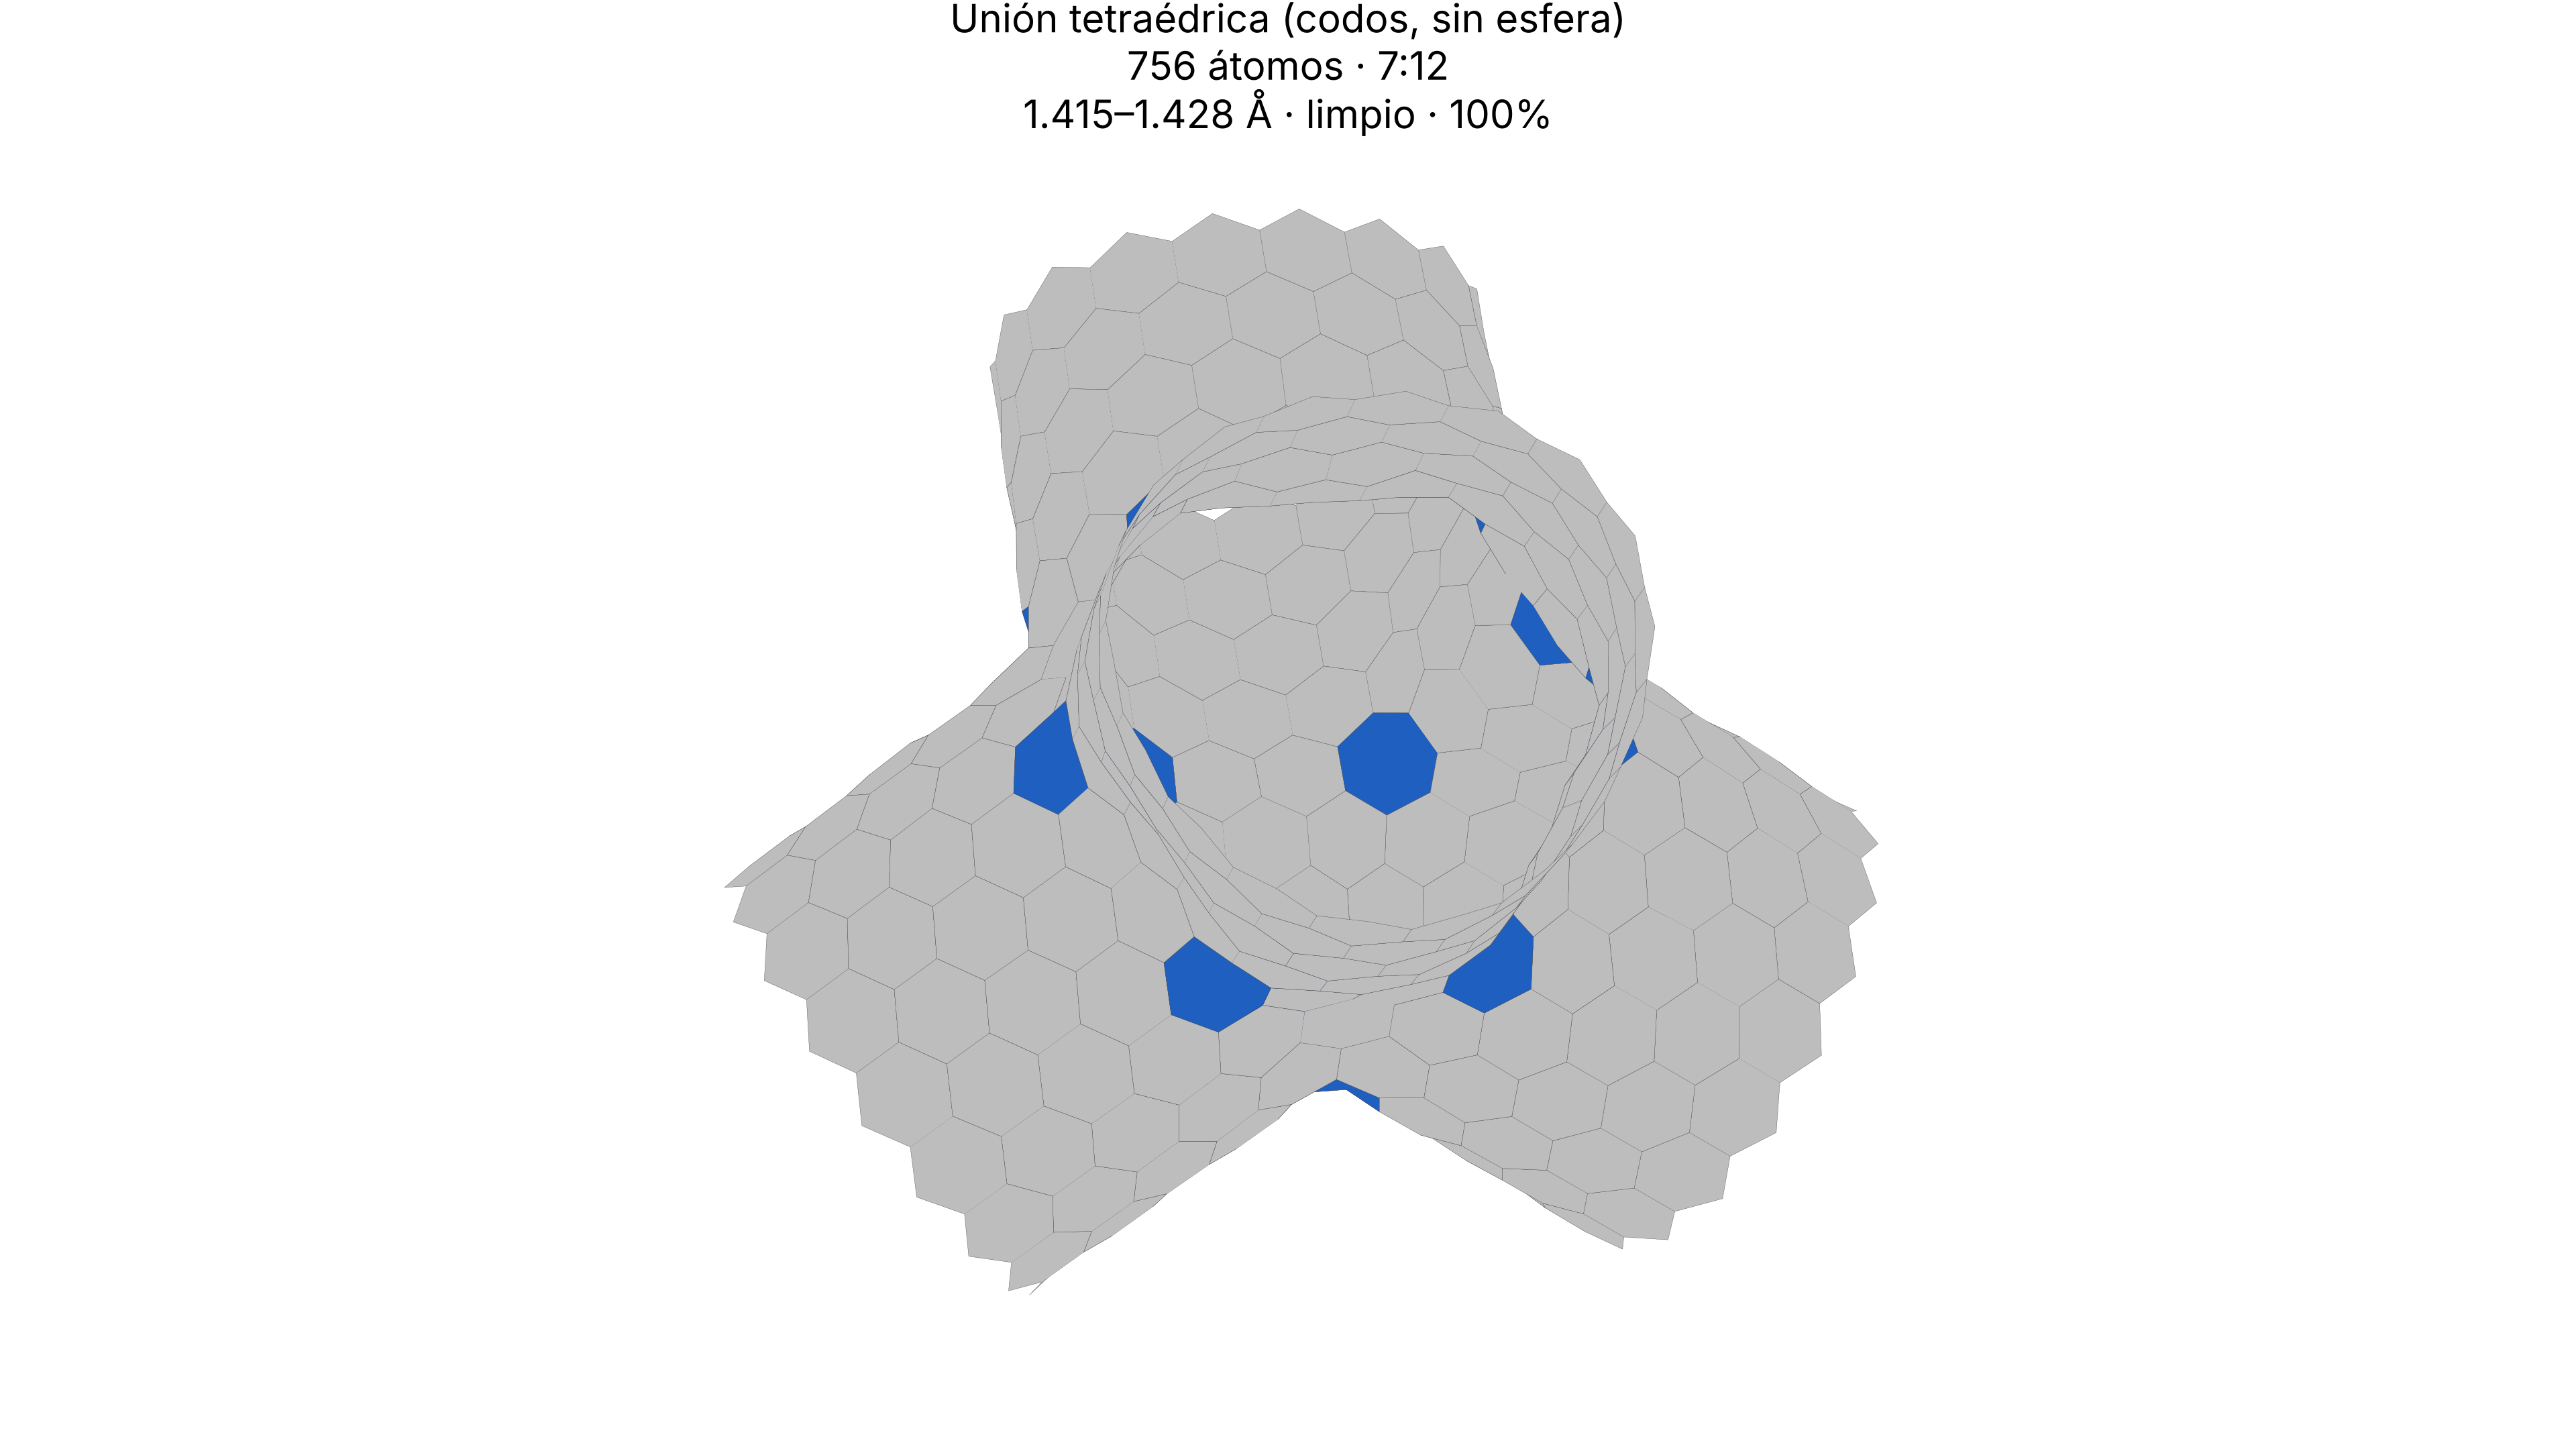 Unión tetraédrica (codos, sin esfera)
756 átomos · 7:12
1.415–1.428 Å · limpio · 100%